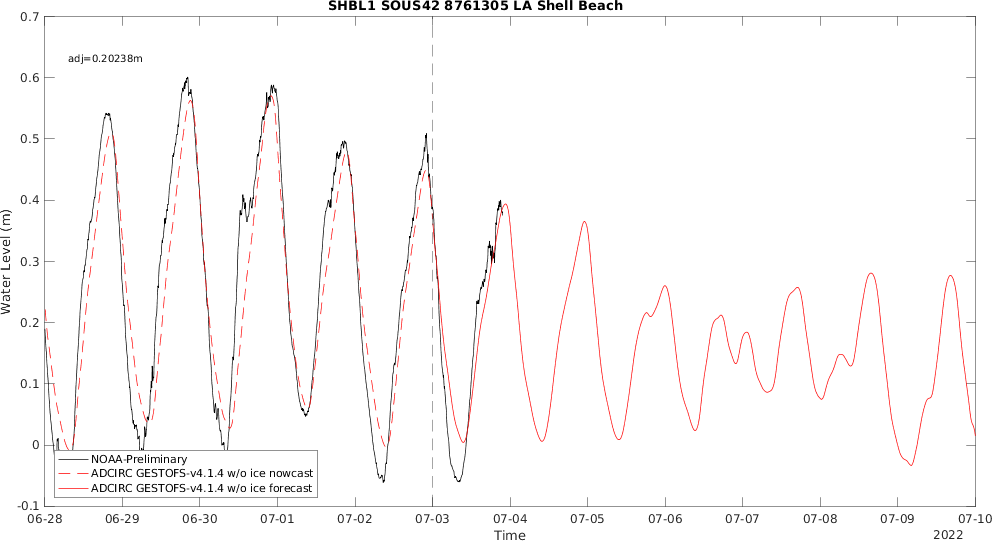 SHBL1 SOUS42 8761305 LA Shell Beach
0.7
adj=0.20238m
0.6
0.5
0.4
0.3
0.2
0.1
0
-0.1
Water Level (m)
NOAA-Preliminary
ADCIRC GESTOFS-v4.1.4 w/o ice nowcast
ADCIRC GESTOFS-v4.1.4 w/o ice forecast
06-28 06-29 06-30 07-01 07-02 07-03 07-04 07-05 07-06 07-07 07-08 07-09 07-10
Time
2022